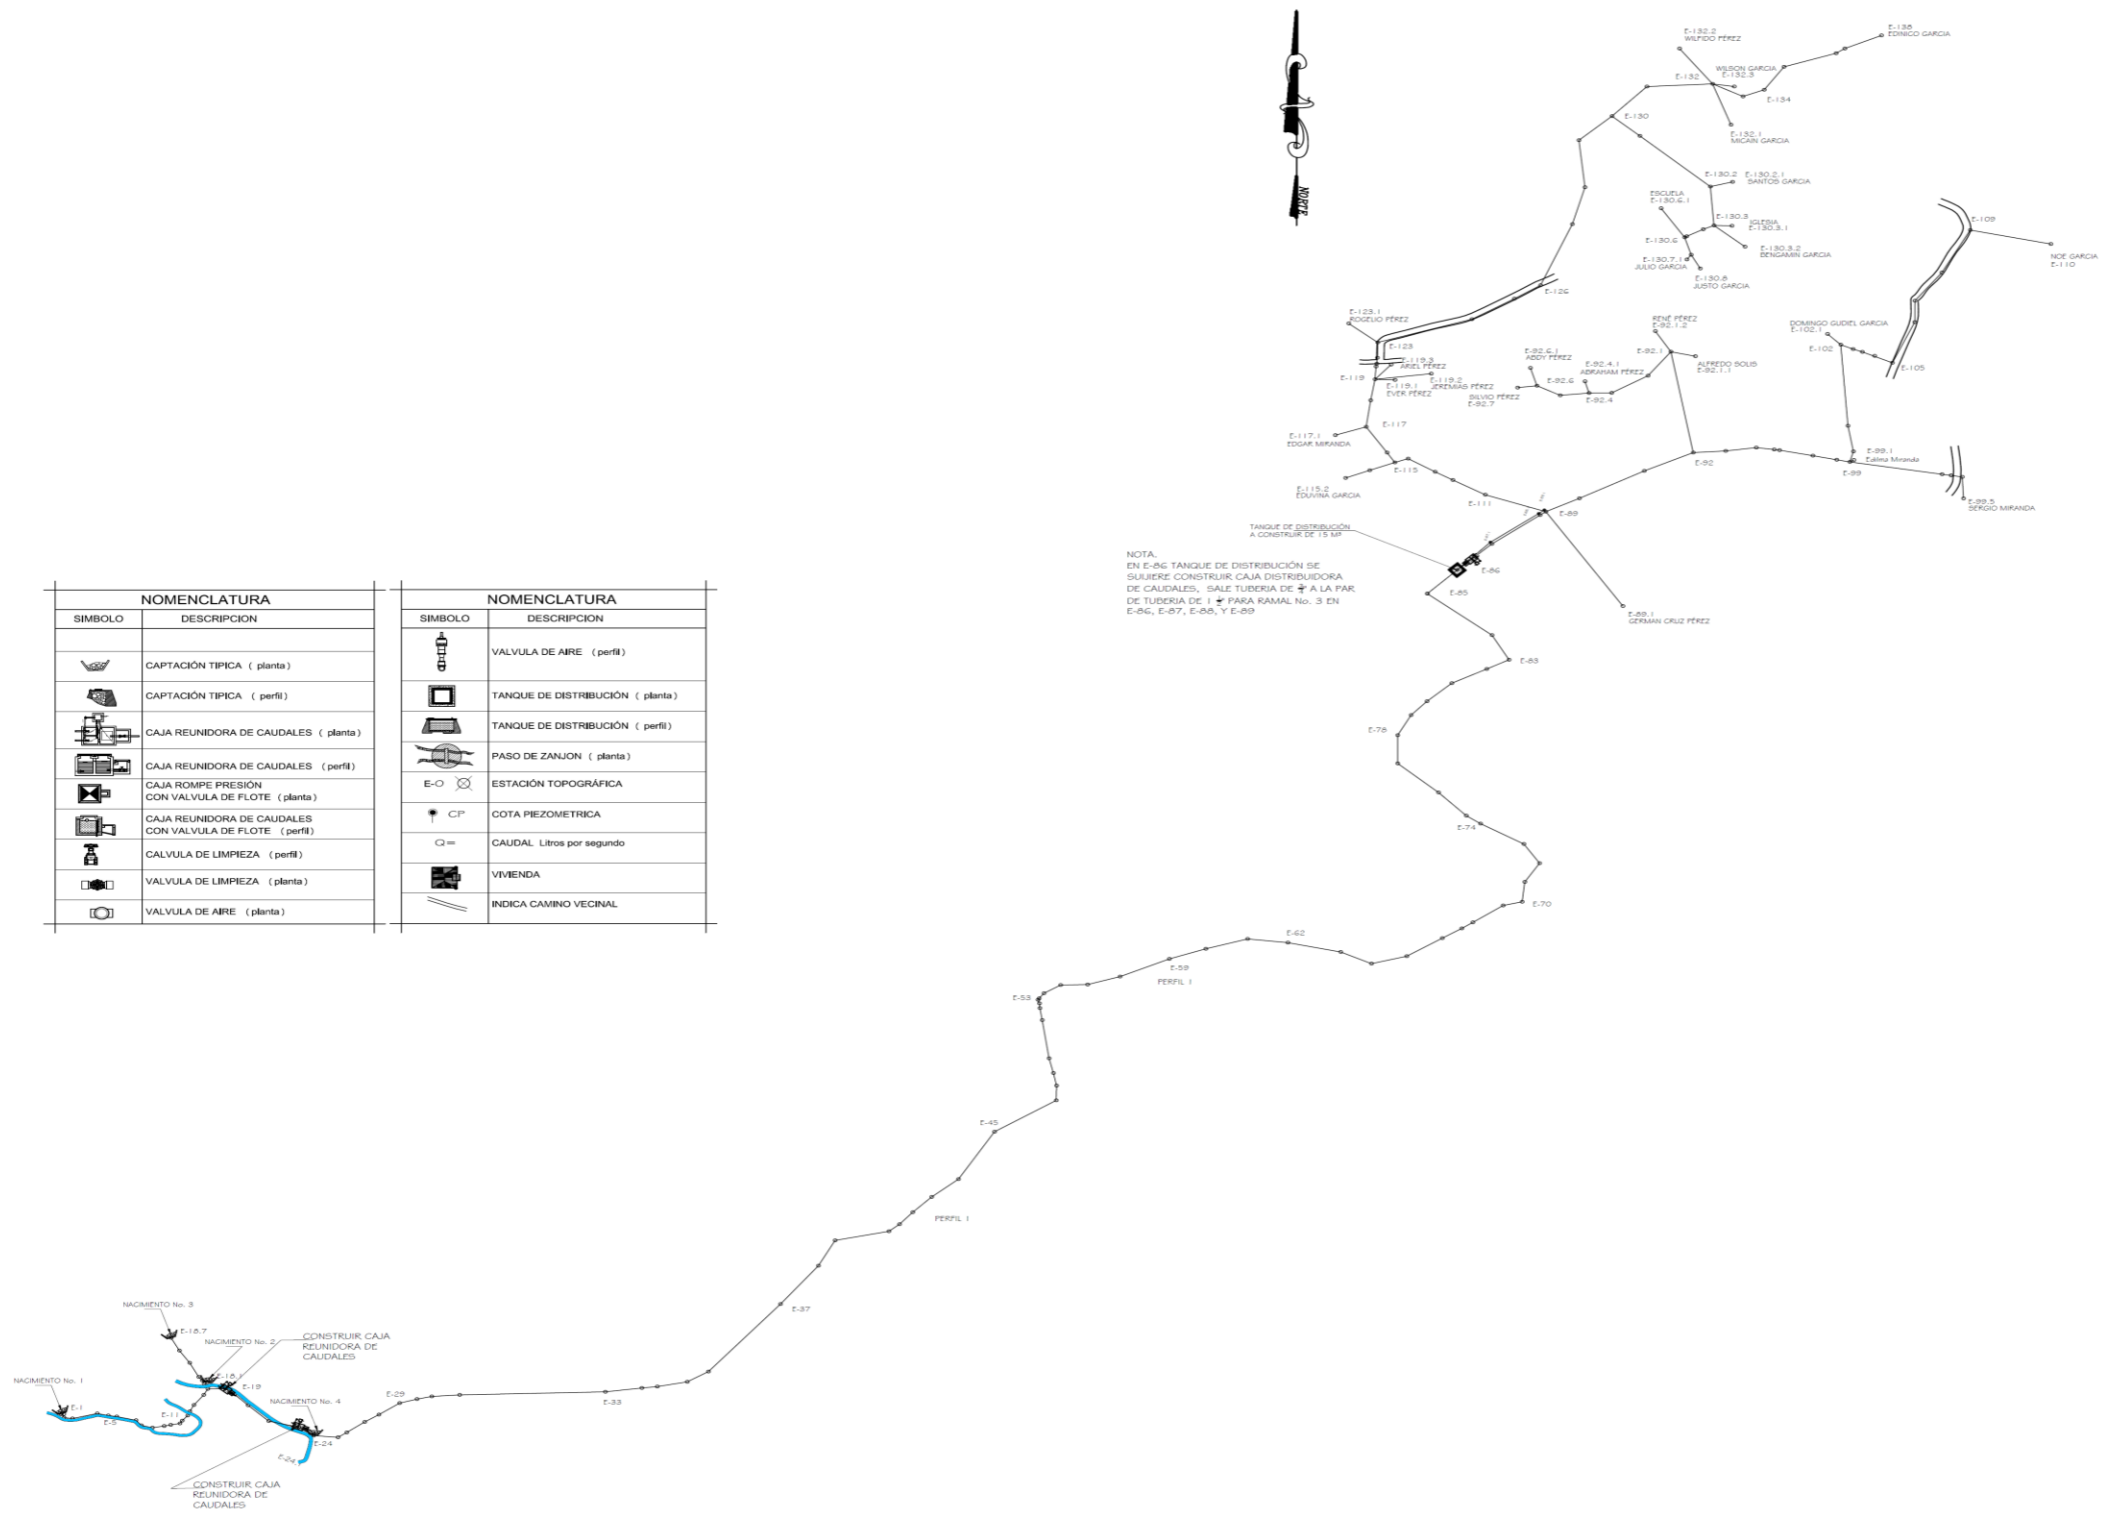 NORTE
E-132.2
WILFIDO PÉREZ
E-138
EDINICO GARCIA
WILSON GARCIA
E-132.3
E-132
E-134
E-130
E-132.1
MICAIN GARCIA
E-130.2
E-130.2.1
SANTOS GARCIA
ESCUELA
E-130.6.1
E-130.3
IGLESIA
E-130.3.1
E-130.6
E-130.3.2
BENGAMIN GARCIA
E-130.7.1
JULIO GARCIA
E-130.8
JUSTO GARCIA
E-109
NOE GARCIA
E-110
E-126
E-123.1
ROGELIO PÉREZ
E-123
E-119.3
ARIEL PÉREZ
E-119
E-119.1
EVER PÉREZ
E-119.2
JEREMIAS PÉREZ
RENÉ PÉREZ
E-92.1.2
E-92.1
ALFREDO SOLIS
E-92.1.1
E-92.6.1
ABDY PÉREZ
E-92.4.1
ABRAHAM PÉREZ
E-92.6
SILVIO PÉREZ
E-92.7
E-92.4
DOMINGO GUDIEL GARCIA
E-102.1
E-102
E-105
E-117.1
EDGAR MIRANDA
E-117
E-115
E-115.2
EDUVINA GARCIA
E-111
E-92
E-99.1
Edilma Miranda
E-99
E-99.5
SERGIO MIRANDA
E-89
TANQUE DE DISTRIBUCIÓN
A CONSTRUIR DE 15 M³
E-86
E-85
E-89.1
GERMAN CRUZ PÉREZ
NOTA.
EN E-86 TANQUE DE DISTRIBUCIÓN SE
SUIJIERE CONSTRUIR CAJA DISTRIBUIDORA
DE CAUDALES, SALE TUBERIA DE A LA PAR
DE TUBERIA DE 1 PARA RAMAL No. 3 EN
E-86, E-87, E-88, Y E-89
E-83
E-78
E-74
E-70
E-62
E-59
PERFIL 1
E-53
E-45
PERFIL 1
E-37
E-33
E-29
NOMENCLATURA
SIMBOLO DESCRIPCION
CAPTACIÓN TIPICA ( planta )
CAPTACIÓN TIPICA ( perfil )
CAJA REUNIDORA DE CAUDALES ( planta )
CAJA REUNIDORA DE CAUDALES ( perfil )
CAJA ROMPE PRESIÓN
CON VALVULA DE FLOTE ( planta )
CAJA REUNIDORA DE CAUDALES
CON VALVULA DE FLOTE ( perfil )
CALVULA DE LIMPIEZA ( perfil )
VALVULA DE LIMPIEZA ( planta )
VALVULA DE AIRE ( planta )
NOMENCLATURA
SIMBOLO DESCRIPCION
VALVULA DE AIRE ( perfil )
TANQUE DE DISTRIBUCIÓN ( planta )
TANQUE DE DISTRIBUCIÓN ( perfil )
PASO DE ZANJON ( planta )
E-O ESTACIÓN TOPOGRÁFICA
CP COTA PIEZOMETRICA
Q= CAUDAL Litros por segundo
VIVIENDA
INDICA CAMINO VECINAL
NACIMIENTO No. 3
E-18.7
NACIMIENTO No. 2
CONSTRUIR CAJA
REUNIDORA DE
CAUDALES
E-18.1
E-19
NACIMIENTO No. 1
E-1
E-5
E-11
NACIMIENTO No. 4
E-24
E-24.1
CONSTRUIR CAJA
REUNIDORA DE
CAUDALES